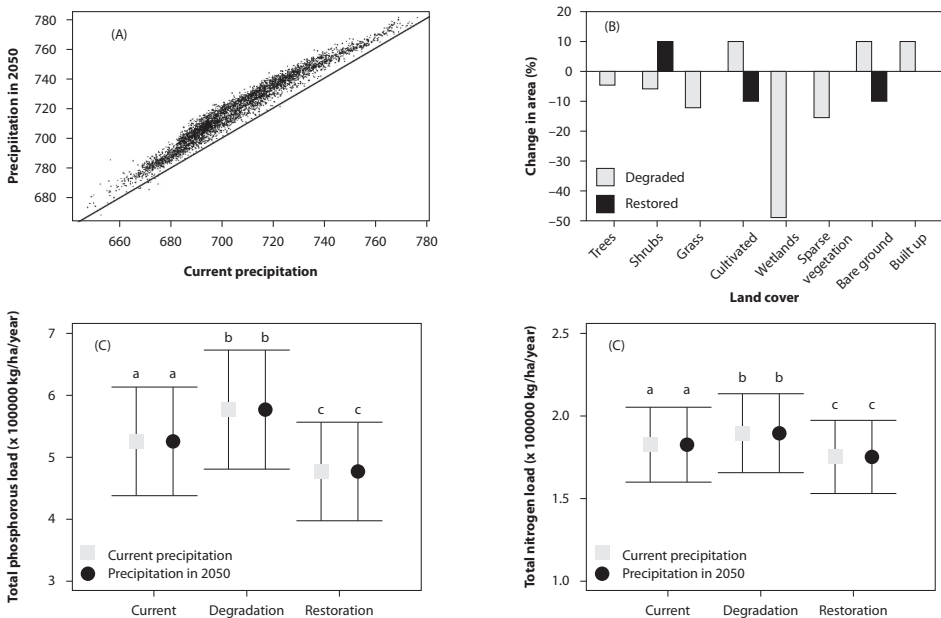 (A)
Precipiitation in 2050
780
760
740
720
700
780
680
660
680
700
720
740
760
780
Current precipitation
(B)
Change in area (%)
20
10
0
−10
−20
−30
−40
−50
Degraded
Restored
Trees
Shrubs
Grass
Cultivated
Wetlands
Sparse
vegetation
Bare ground
Built up
Land cover
(C)
Total phosphorous load (x 100000 kg/ha/year)
7
6
5
4
3
a a
b b
c c
Current precipitation
Precipitation in 2050
Current Degradation Restoration
(C)
Total nitrogen load (x 100000 kg/ha/year)
2.5
2.0
1.5
1.0
a a
b b
c c
Current precipitation
Precipitation in 2050
Current Degradation Restoration